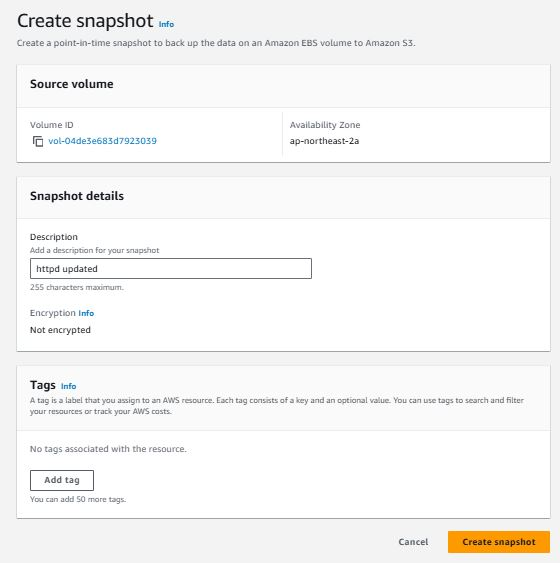 Create snapshot Info
Create a point-in-time snapshot to back up the data on an Amazon EBS volume to Amazon S3.
Source volume
Volume ID
vol-04de3e683d7923039
Availability Zone
ap-northeast-2a
Snapshot details
Description
Add a description for your snapshot
httpd updated
255 characters maximum.
Encryption Info
Not encrypted
Tags Info
A tag is a label that you assign to an AWS resource. Each tag consists of a key and an optional value. You can use tags to search and filter
your resources or track your AWS costs.
No tags associated with the resource.
Add tag
You can add 50 more tags.
Cancel
Create snapshot